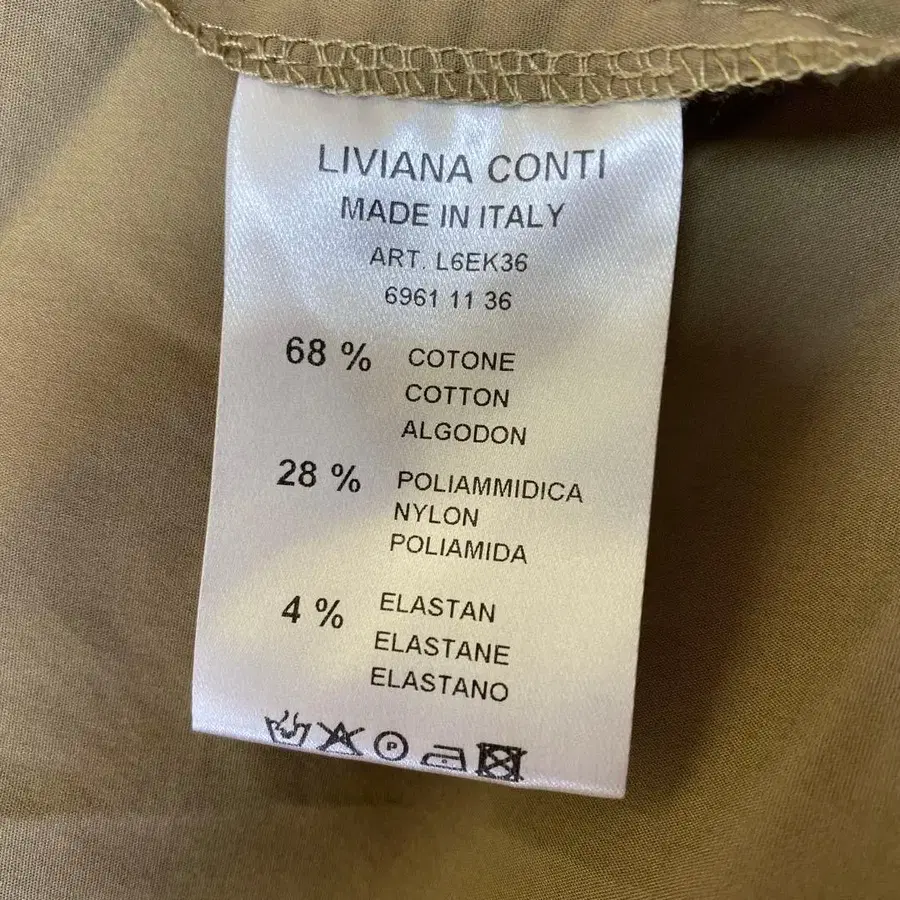 LIVIANA CONTI
MADE IN ITALY
ART. L6EK36
6961 11 36
68 % COTONE
COTTON
ALGODON
28 % POLIAMMIDICA
NYLON
POLIAMIDA
4 % ELASTAN
ELASTANE
ELASTANO
P